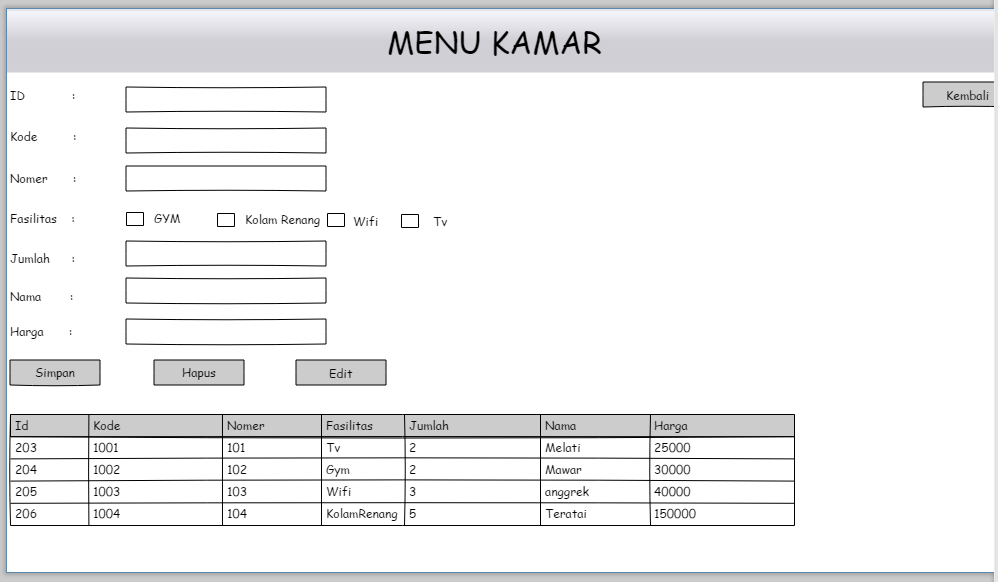 MENU KAMAR
ID :
Kembali
Kode :
Nomer :
Fasilitas : GYM Kolam Renang Wifi Tv
Jumlah :
Nama :
Harga :
Simpan Hapus Edit
Id Kode Nomer Fasilitas Jumlah Nama Harga
203 1001 101 Tv 2 Melati 25000
204 1002 102 Gym 2 Mawar 30000
205 1003 103 Wifi 3 anggrek 40000
206 1004 104 KolamRenang 5 Teratai 150000